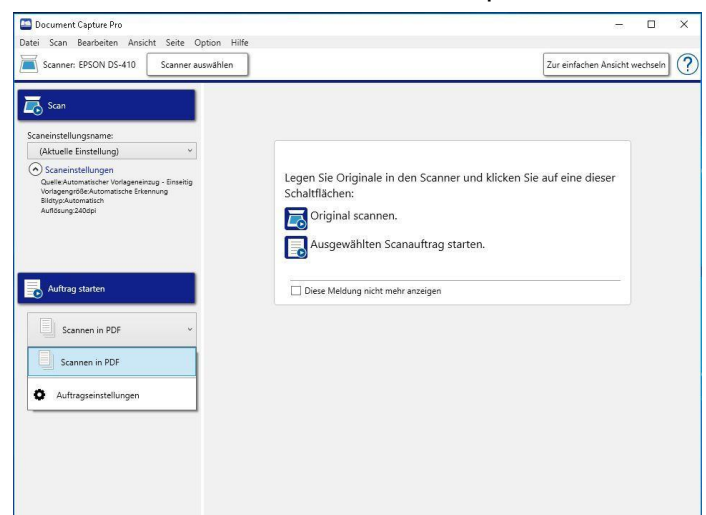 Document Capture Pro
Datei Scan Bearbeiten Ansicht Seite Option Hilfe
Scanner: EPSON DS-410 Scanner auswählen Zur einfachen Ansicht wechseln ?
Scan
Scaneinstellungsname:
(Aktuelle Einstellung)
Scaneinstellungen
Quelle:Automatischer Vorlageneinzug - Einseitig
Vorlagengröße:Automatische Erkennung
Bildtyp:Automatisch
Auflösung:240dpi
Legen Sie Originale in den Scanner und klicken Sie auf eine dieser
Schaltflächen:
Original scannen.
Ausgewählten Scanauftrag starten.
Diese Meldung nicht mehr anzeigen
Auftrag starten
Scannen in PDF
Scannen in PDF
Auftragseinstellungen